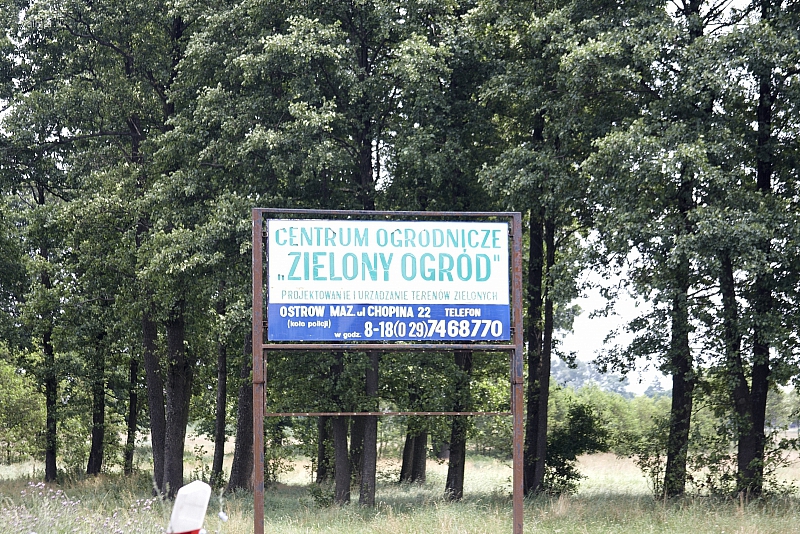 CENTRUM OGRODNICZE
„ZIELONY OGRÓD"
PROJEKTOWANIE I URZĄDZANIE TERENÓW ZIELONYCH
OSTRÓW MAZ. ul CHOPINA 22 TELEFON
(koło policji) w godz. 8-18(0 29)7468770